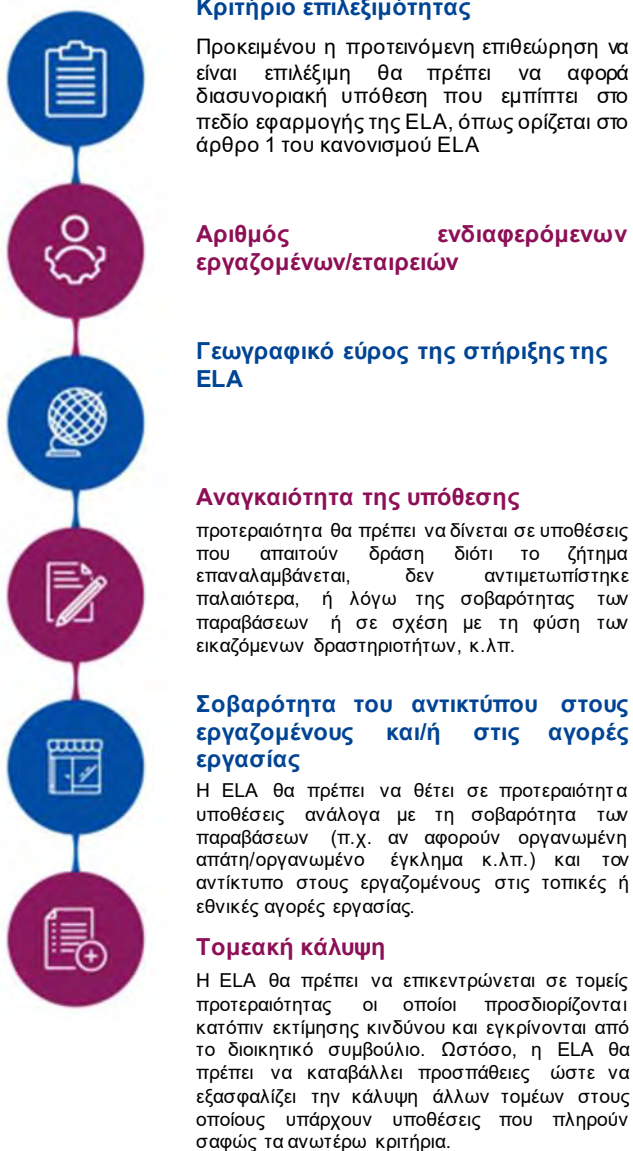 Κριτήριο επιλεξιμότητας
Προκειμένου η προτεινόμενη επιθεώρηση να
είναι επιλέξιμη θα πρέπει να αφορά
διασυνοριακή υπόθεση που εμπίπτει στο
πεδίο εφαρμογής της ELA, όπως ορίζεται στο
άρθρο 1 του κανονισμού ELA
Αριθμός ενδιαφερόμενων
εργαζομένων/εταιρειών
Γεωγραφικό εύρος της στήριξης της
ELA
Αναγκαιότητα της υπόθεσης
προτεραιότητα θα πρέπει να δίνεται σε υποθέσεις
που απαιτούν δράση διότι το ζήτημα
επαναλαμβάνεται, δεν αντιμετωπίστηκε
παλαιότερα, ή λόγω της σοβαρότητας των
παραβάσεων ή σε σχέση με τη φύση των
εικαζόμενων δραστηριοτήτων, κ.λπ.
Σοβαρότητα του αντικτύπου στους
εργαζομένους και/ή στις αγορές
εργασίας
Η ELA θα πρέπει να θέτει σε προτεραιότητα
υποθέσεις ανάλογα με τη σοβαρότητα των
παραβάσεων (π.χ. αν αφορούν οργανωμένη
απάτη/οργανωμένο έγκλημα κ.λπ.) και τον
αντίκτυπο στους εργαζομένους στις τοπικές ή
εθνικές αγορές εργασίας.
Τομεακή κάλυψη
Η ELA θα πρέπει να επικεντρώνεται σε τομείς
προτεραιότητας οι οποίοι προσδιορίζονται
κατόπιν εκτίμησης κινδύνου και εγκρίνονται από
το διοικητικό συμβούλιο. Ωστόσο, η ELA θα
πρέπει να καταβάλλει προσπάθειες ώστε να
εξασφαλίζει την κάλυψη άλλων τομέων στους
οποίους υπάρχουν υποθέσεις που πληρούν
σαφώς τα ανωτέρω κριτήρια.